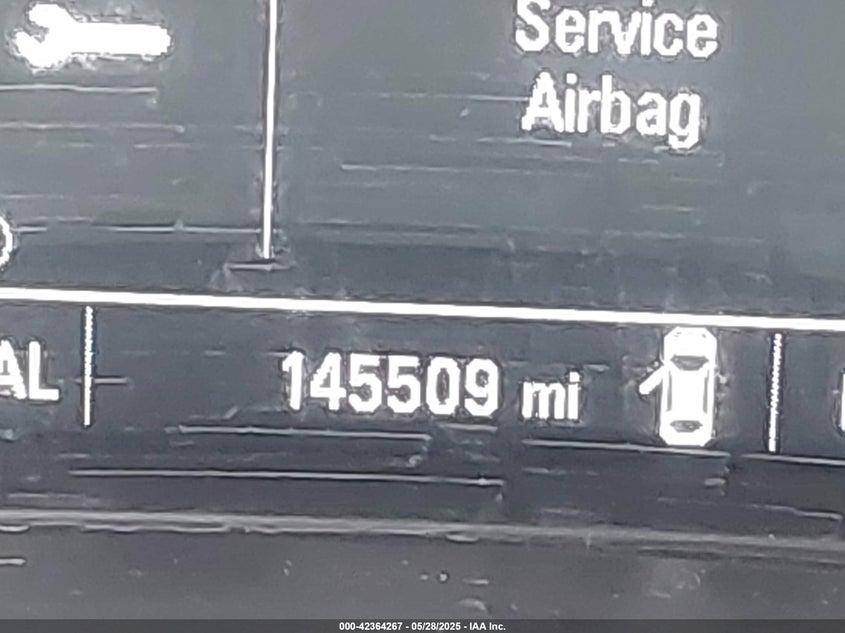 Service
Airbag
AL
145509 mi
000-42364267 - 05/28/2025 - IAA Inc.